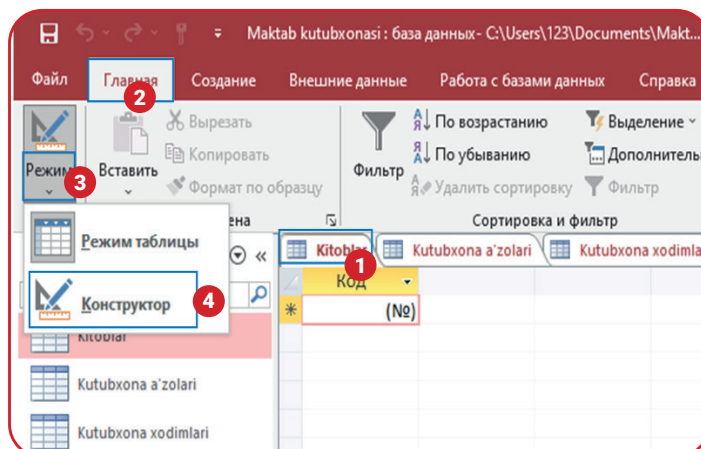 Maktab kutubxonasi : база данных- C:\Users\123\Documents\Makt...
Файл Главная Создание Внешние данные Работа с базами данных Справка
2
Режим
3
Вставить
Вырезать
Копировать
Формат по образцу
ена
Фильтр
По возрастанию
По убыванию
Удалить сортировку
Выделение
Дополнитель
Фильтр
Сортировка и фильтр
Режим таблицы
Конструктор
4
Kitoblar
Kutubxona a'zolari
Kutubxona xodimlari
Kitoblar Kutubxona a'zolari Kutubxona xodimla
1
Код
(№)